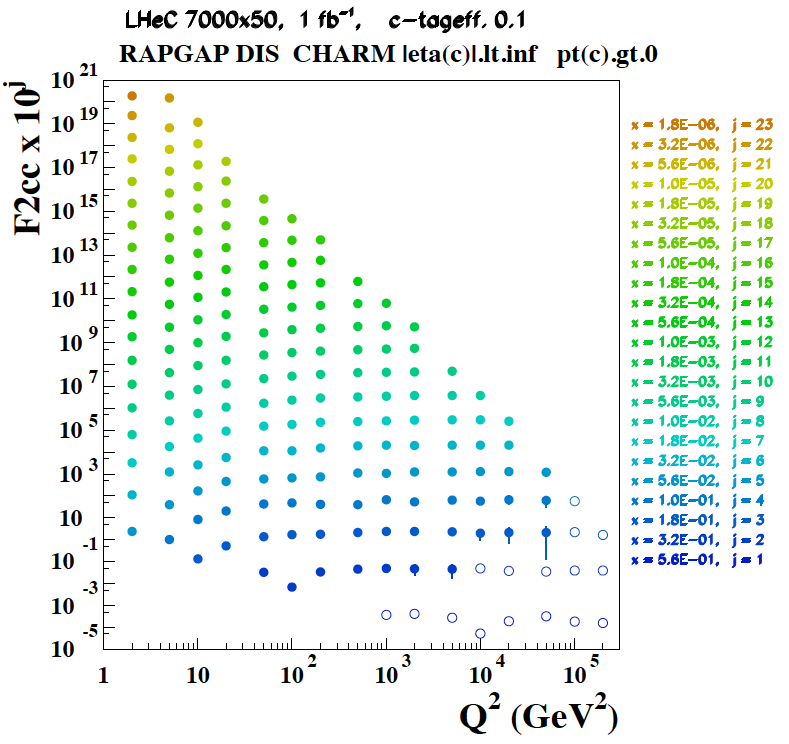 LHeC 7000x50, 1 fb⁻¹, c-tageff. 0.1
RAPGAP DIS CHARM |eta(c)|.lt.inf pt(c).gt.0
F2cc x 10^j
10^21
10^19
10^17
10^15
10^13
10^11
10^9
10^7
10^5
10^3
10
10^-1
10^-3
10^-5
1 10 10^2 10^3 10^4 10^5
Q^2 (GeV^2)
x = 1.8E-06, j = 23
x = 3.2E-06, j = 22
x = 5.6E-06, j = 21
x = 1.0E-05, j = 20
x = 1.8E-05, j = 19
x = 3.2E-05, j = 18
x = 5.6E-05, j = 17
x = 1.0E-04, j = 16
x = 1.8E-04, j = 15
x = 3.2E-04, j = 14
x = 5.6E-04, j = 13
x = 1.0E-03, j = 12
x = 1.8E-03, j = 11
x = 3.2E-03, j = 10
x = 5.6E-03, j = 9
x = 1.0E-02, j = 8
x = 1.8E-02, j = 7
x = 3.2E-02, j = 6
x = 5.6E-02, j = 5
x = 1.0E-01, j = 4
x = 1.8E-01, j = 3
x = 3.2E-01, j = 2
x = 5.6E-01, j = 1